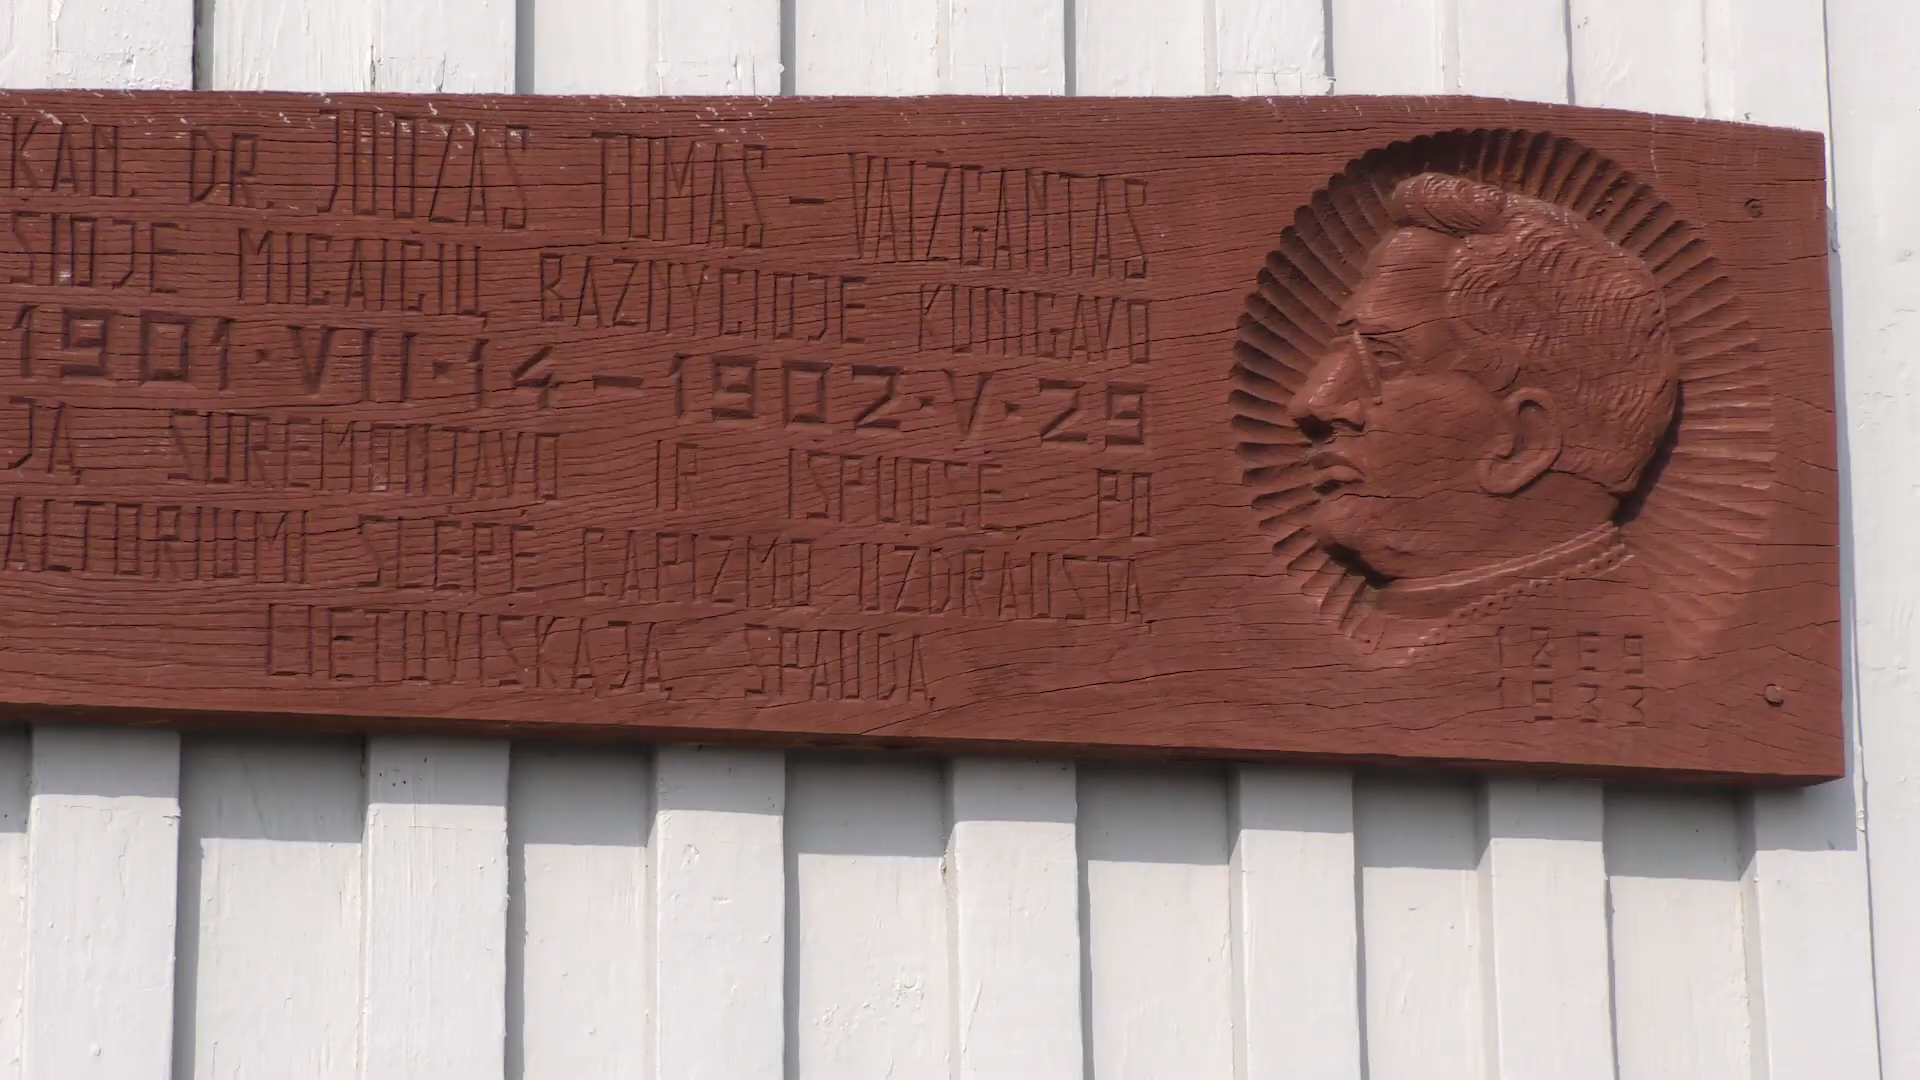 KAN. DR. JUOZAS TUMAS – VAIZGANTAS
ŠIOJE MIGAIČIŲ BAŽNYČIOJE KUNIGAVO
1901·VII·14–1902·V·29
JĄ SUREMONTAVO IR IŠPUOŠĖ PO
ALTORIUMI SLĖPĖ CARIZMO UŽDRAUSTĄ
LIETUVIŠKĄJĄ SPAUDĄ
1869
1933